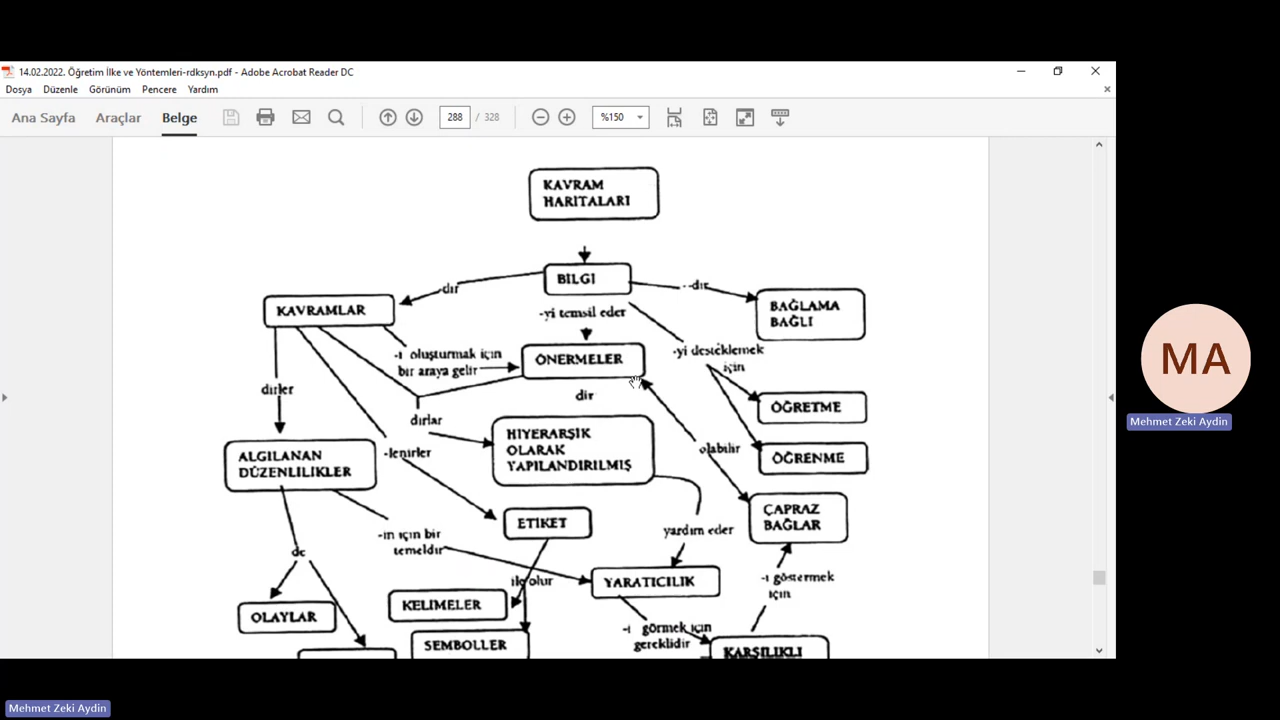 14.02.2022. Öğretim İlke ve Yöntemleri-rdksyn.pdf - Adobe Acrobat Reader DC
Dosya Düzenle Görünüm Pencere Yardım
Ana Sayfa Araçlar Belge 288 / 328 %150
KAVRAM
HARİTALARI
BİLGİ
-dır
--dır
KAVRAMLAR
-yi temsil eder
BAĞLAMA
BAĞLI
-ı oluşturmak için
bir araya gelir
ÖNERMELER
-yi desteklemek
için
dirler
dir
ÖĞRETME
dırlar
HİYERARŞİK
OLARAK
YAPILANDIRILMIŞ
ALGILANAN
DÜZENLİLİKLER
-lenirler
olabilir
ÖĞRENME
ETİKET
ÇAPRAZ
BAĞLAR
-ın için bir
temeldir
yardım eder
de
ile olur
YARATICILIK
-ı göstermek
için
OLAYLAR
KELİMELER
SEMBOLLER
-ı görmek için
gereklidir
KARŞILIKLI
MA
Mehmet Zeki Aydin
Mehmet Zeki Aydin